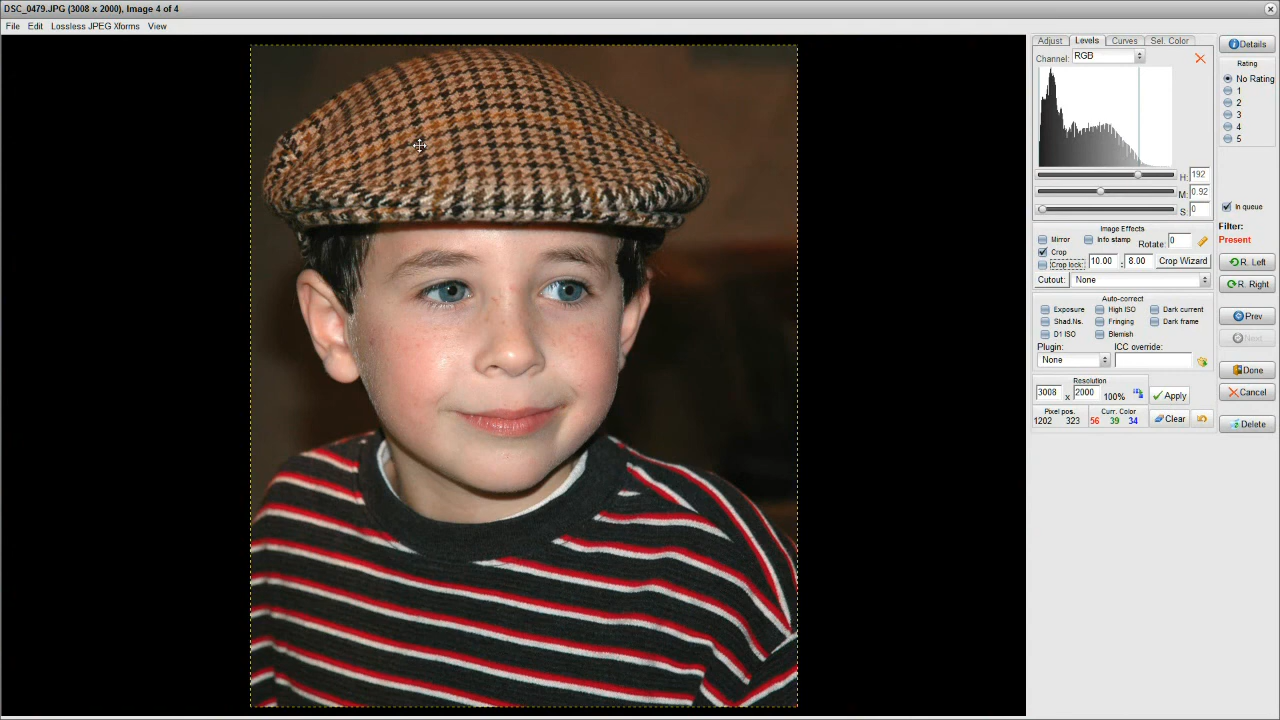 DSC_0479.JPG (3008 x 2000), Image 4 of 4
File Edit Lossless JPEG Xforms View
Adjust Levels Curves Sel. Color
Channel: RGB
H: 192
M: 0.92
S: 0
Image Effects
Mirror Info stamp Rotate: 0
Crop
Crop lock: 10.00 : 8.00 Crop Wizard
Cutout: None
Auto-correct
Exposure High ISO Dark current
Shad.Ns. Fringing Dark frame
D1 ISO Blemish
Plugin: ICC override:
None
Resolution
3008 x 2000 100% Apply
Pixel pos. Curr. Color
1202 323 56 39 34 Clear
Details
Rating
No Rating
1
2
3
4
5
In queue
Filter:
Present
R. Left
R. Right
Prev
Next
Done
Cancel
Delete